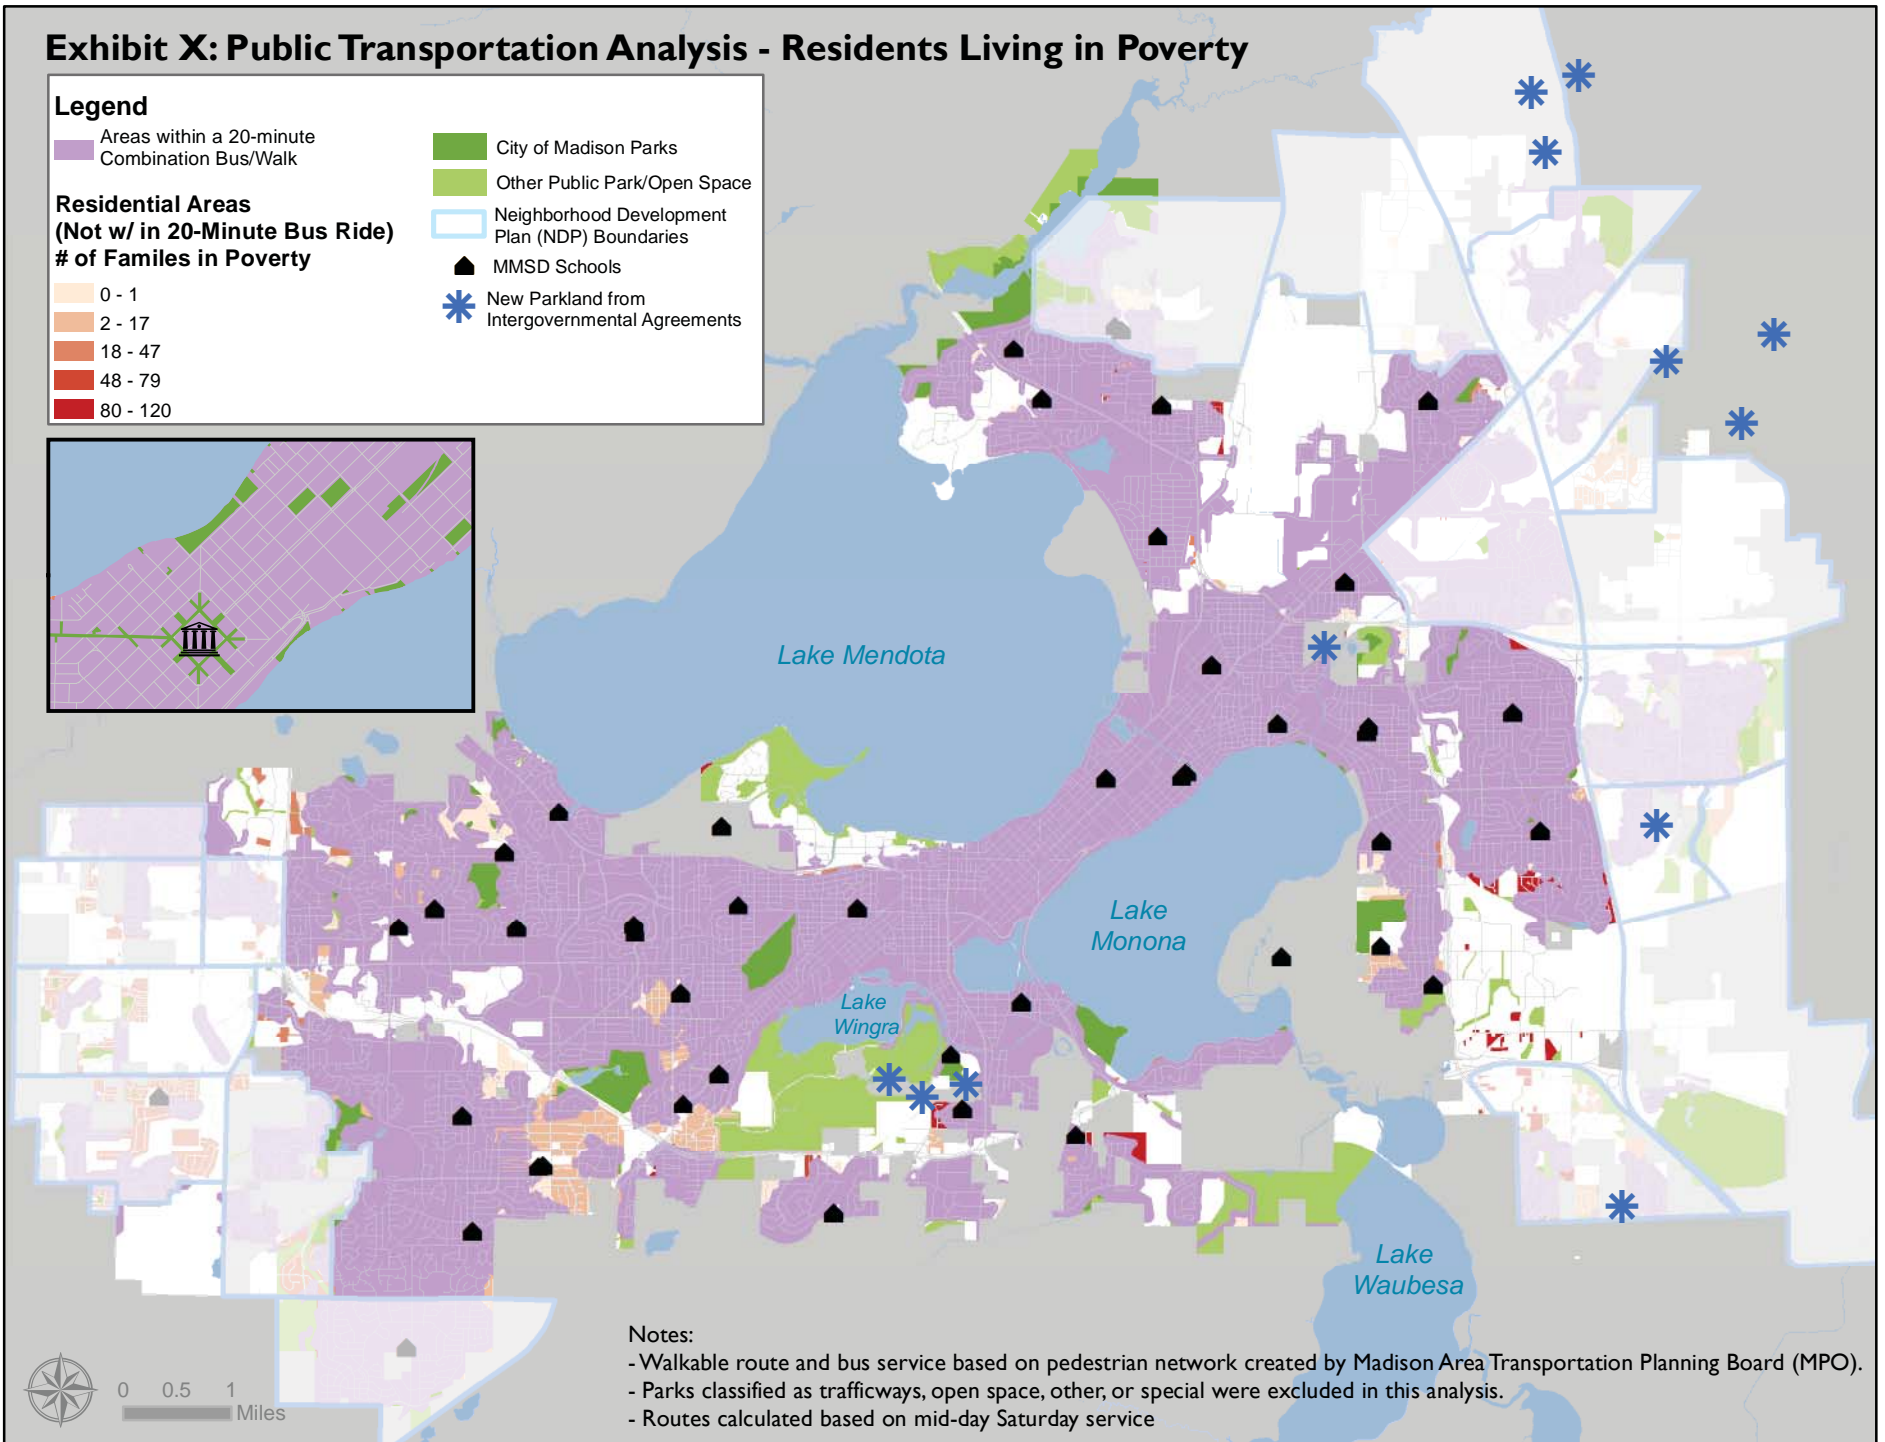 Exhibit X: Public Transportation Analysis - Residents Living in Poverty
Legend
Areas within a 20-minute
Combination Bus/Walk
Residential Areas
(Not w/ in 20-Minute Bus Ride)
# of Familes in Poverty
0 - 1
2 - 17
18 - 47
48 - 79
80 - 120
City of Madison Parks
Other Public Park/Open Space
Neighborhood Development
Plan (NDP) Boundaries
MMSD Schools
New Parkland from
Intergovernmental Agreements
Lake Mendota
Lake
Monona
Lake
Wingra
Lake
Waubesa
Notes:
- Walkable route and bus service based on pedestrian network created by Madison Area Transportation Planning Board (MPO).
- Parks classified as trafficways, open space, other, or special were excluded in this analysis.
- Routes calculated based on mid-day Saturday service
0 0.5 1
Miles